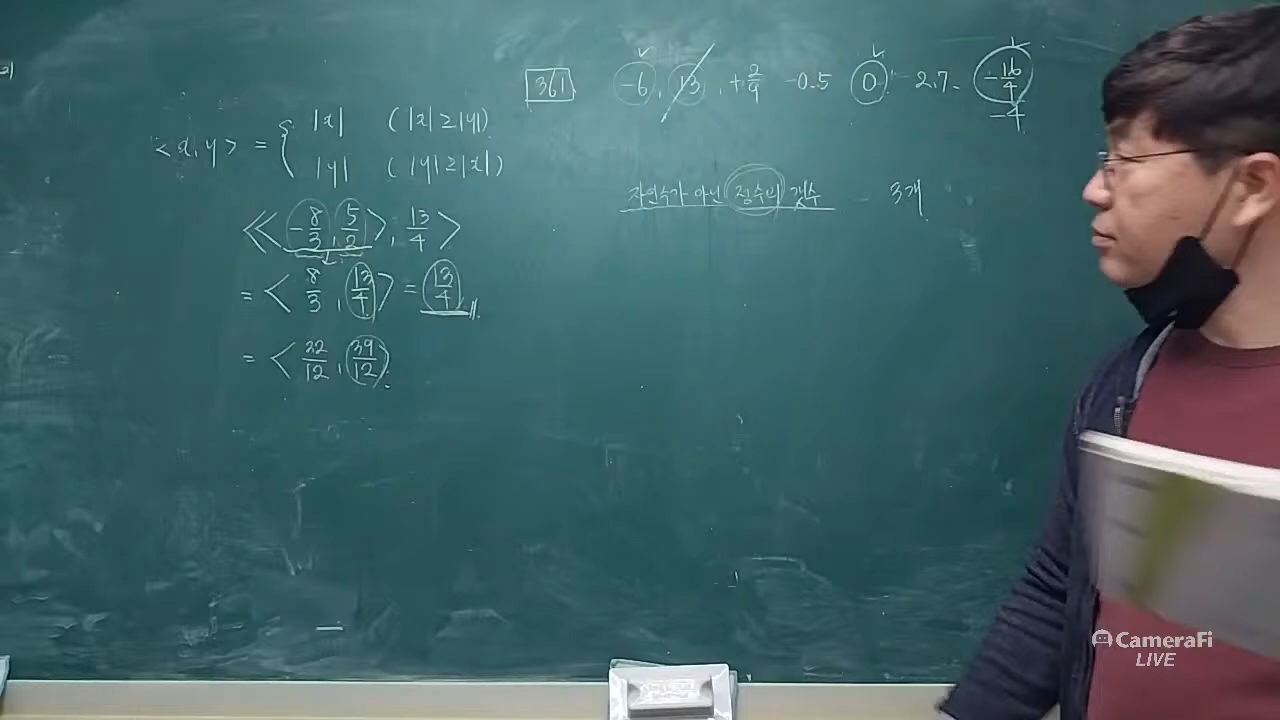 <x, y> = { |x| (|x| ≥ |y|)
|y| (|y| ≥ |x|)
<<-8/3, 5/2>, 13/4>
= <8/3, 13/4> = 13/4
= <22/12, 39/12>
361 -6, 13, +2/9 -0.5 0 2.7 -16/4
-4
자연수가 아닌 정수의 갯수 3개
CameraFi
LIVE